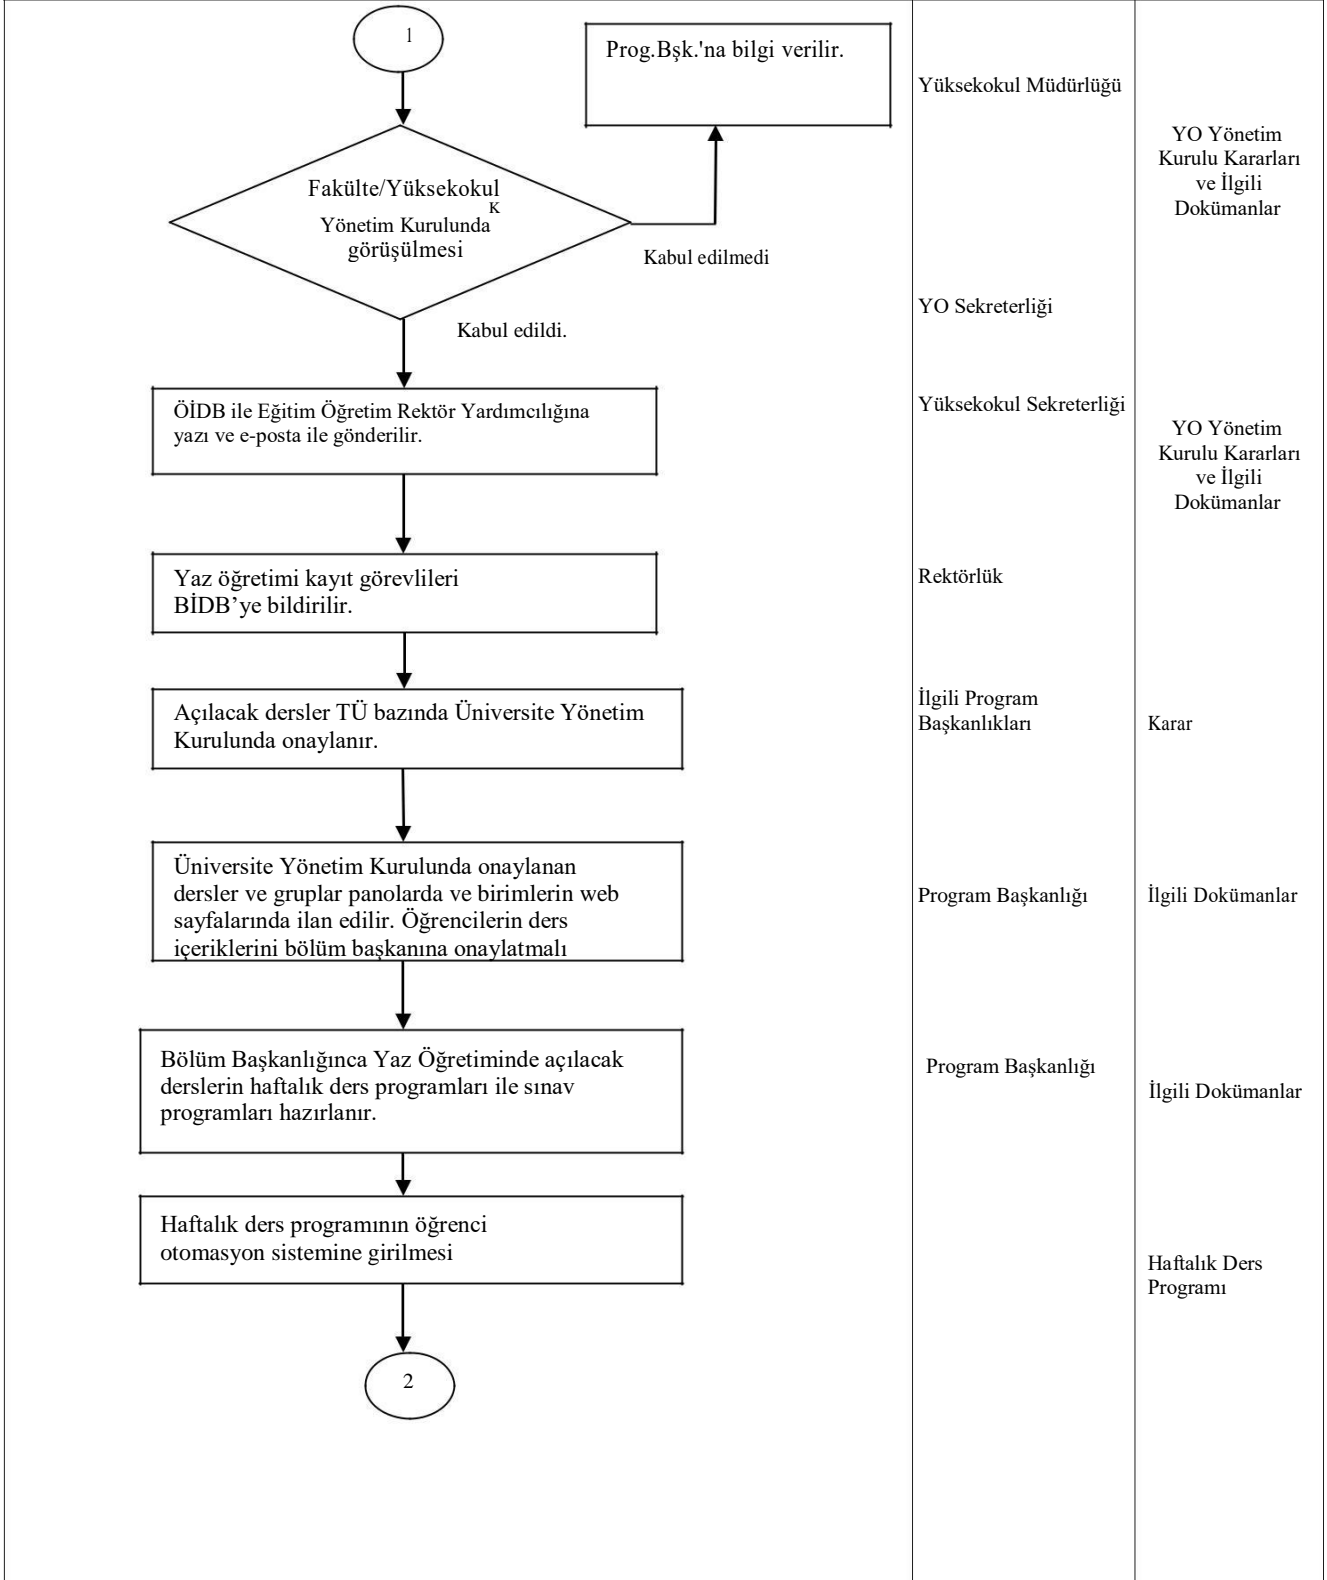 1
Prog.Bşk.'na bilgi verilir.
Fakülte/Yüksekokul
K
Yönetim Kurulunda
görüşülmesi
Kabul edilmedi
Kabul edildi.
ÖİDB ile Eğitim Öğretim Rektör Yardımcılığına
yazı ve e-posta ile gönderilir.
Yaz öğretimi kayıt görevlileri
BİDB’ye bildirilir.
Açılacak dersler TÜ bazında Üniversite Yönetim
Kurulunda onaylanır.
Üniversite Yönetim Kurulunda onaylanan
dersler ve gruplar panolarda ve birimlerin web
sayfalarında ilan edilir. Öğrencilerin ders
içeriklerini bölüm başkanına onaylatmalı
Bölüm Başkanlığınca Yaz Öğretiminde açılacak
derslerin haftalık ders programları ile sınav
programları hazırlanır.
Haftalık ders programının öğrenci
otomasyon sistemine girilmesi
2
Yüksekokul Müdürlüğü
YO Sekreterliği
Yüksekokul Sekreterliği
Rektörlük
İlgili Program
Başkanlıkları
Program Başkanlığı
Program Başkanlığı
YO Yönetim
Kurulu Kararları
ve İlgili
Dokümanlar
YO Yönetim
Kurulu Kararları
ve İlgili
Dokümanlar
Karar
İlgili Dokümanlar
İlgili Dokümanlar
Haftalık Ders
Programı